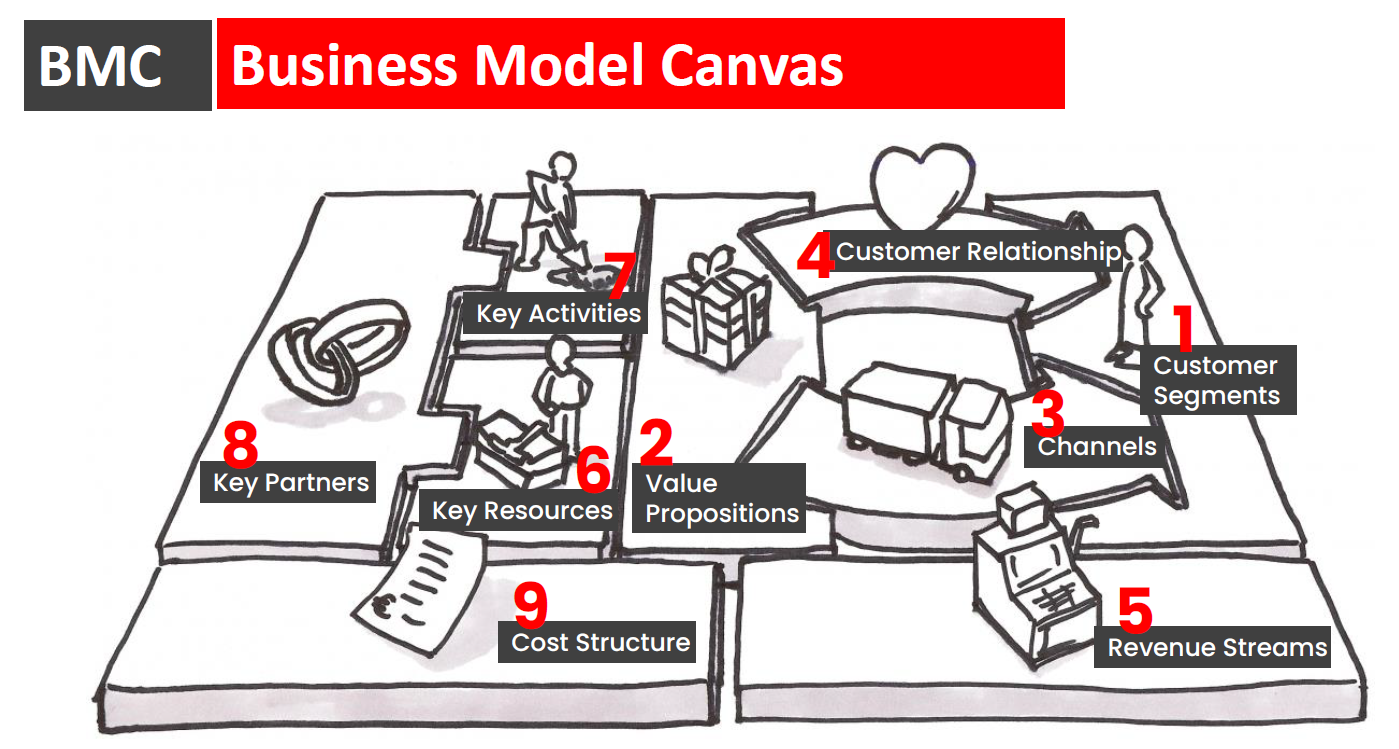 BMC
Business Model Canvas
4
Customer Relationship
7
Key Activities
1
Customer
Segments
3
Channels
8
Key Partners
6
Key Resources
2
Value
Propositions
9
Cost Structure
5
Revenue Streams